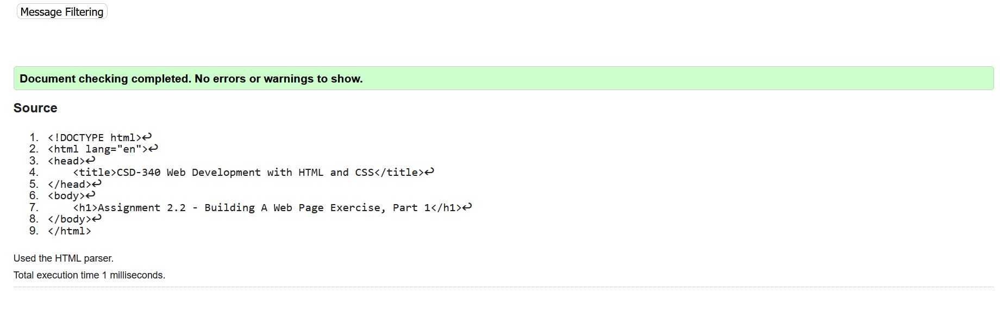 Message Filtering
Document checking completed. No errors or warnings to show.
Source
1. <!DOCTYPE html>↩
2. <html lang="en">↩
3. <head>↩
4.     <title>CSD-340 Web Development with HTML and CSS</title>↩
5. </head>↩
6. <body>↩
7.     <h1>Assignment 2.2 - Building A Web Page Exercise, Part 1</h1>↩
8. </body>↩
9. </html>
Used the HTML parser.
Total execution time 1 milliseconds.